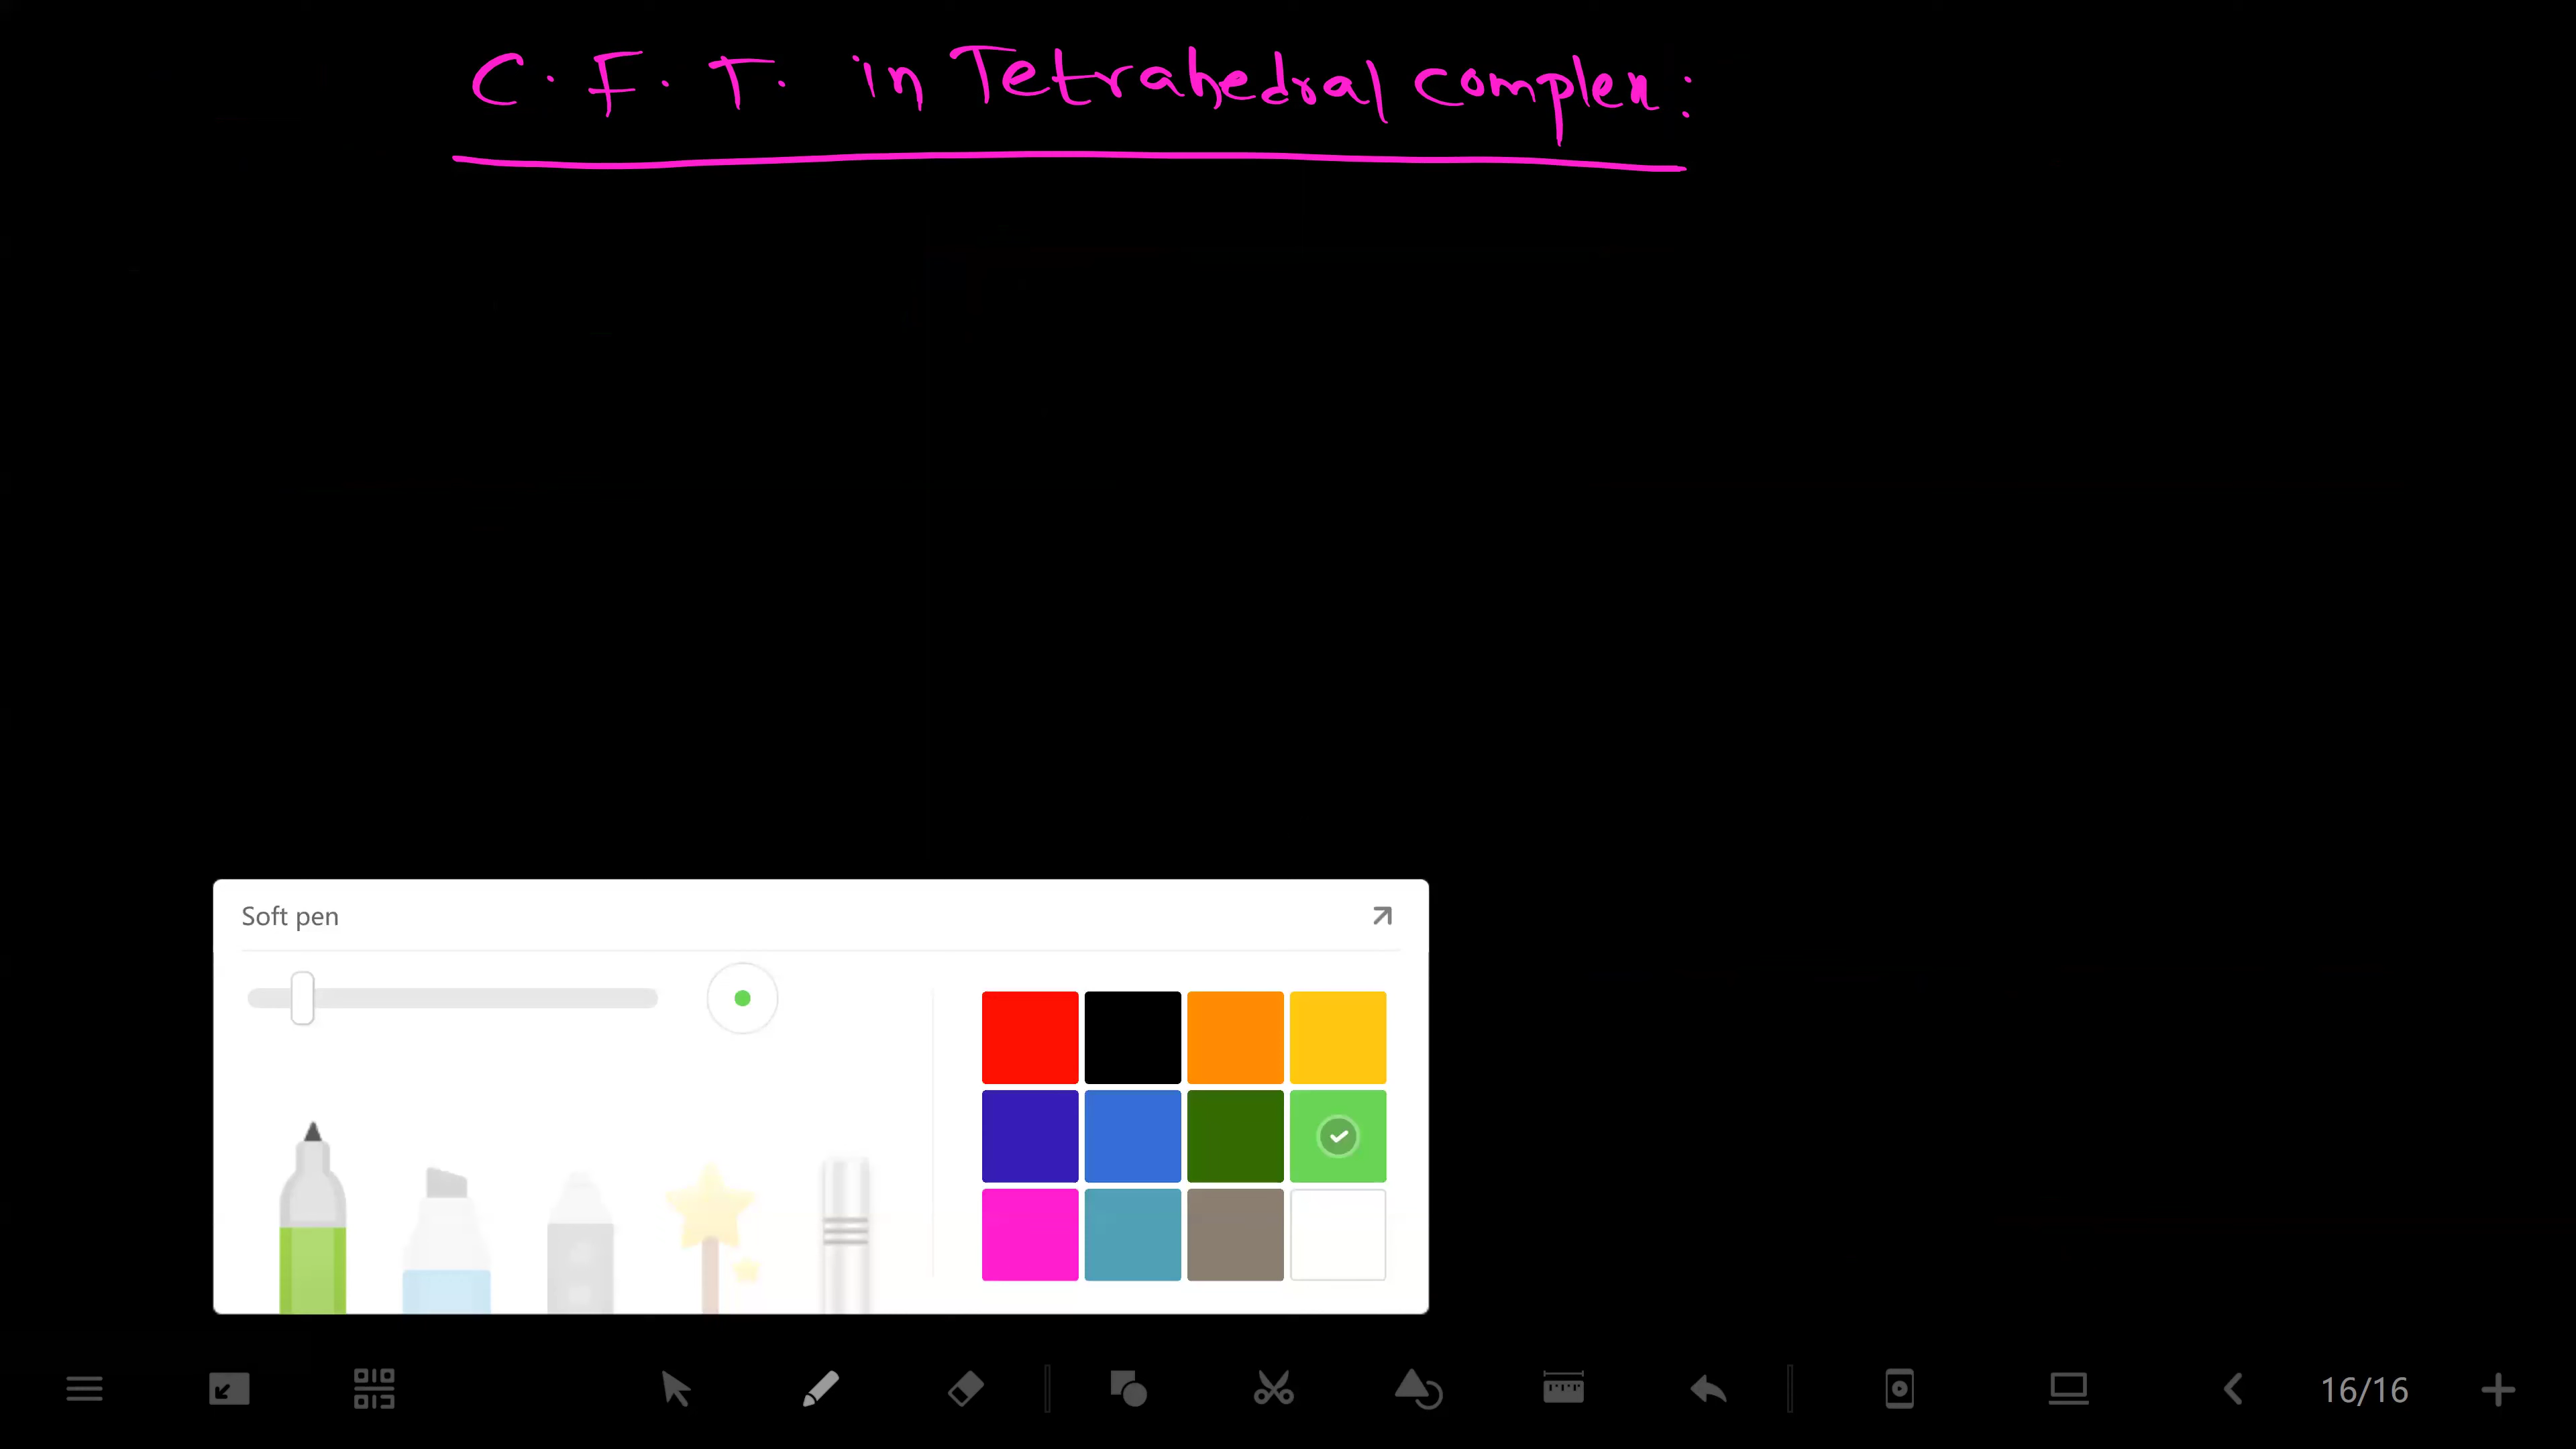 C. F. T. in Tetrahedral complex:
Soft pen
16/16